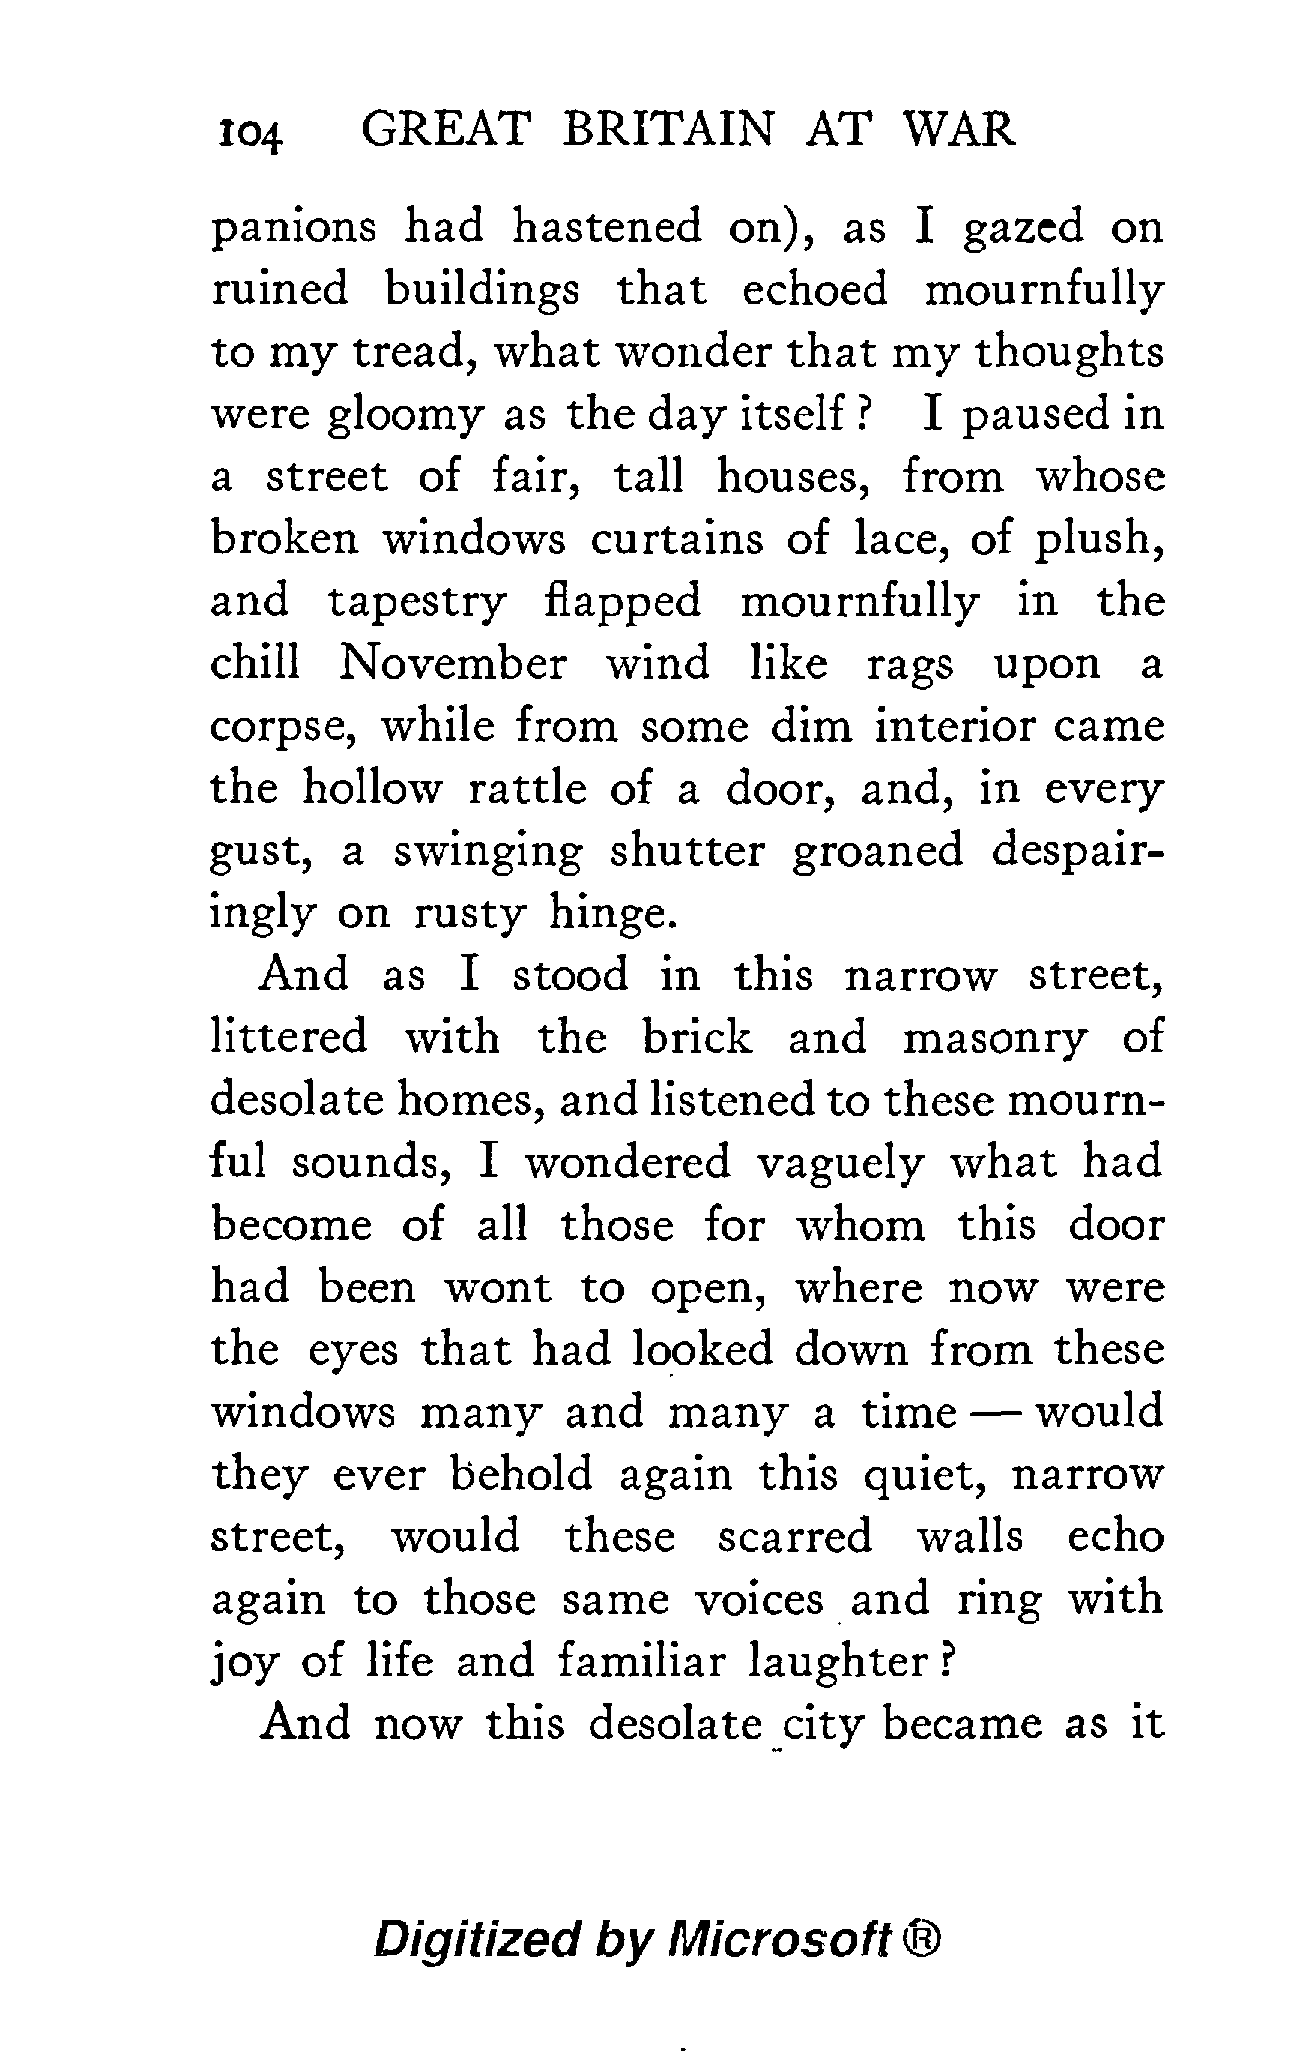 104 GREAT BRITAIN AT WAR
panions had hastened on), as I gazed on
ruined buildings that echoed mournfully
to my tread, what wonder that my thoughts
were gloomy as the day itself ? I paused in
a street of fair, tall houses, from whose
broken windows curtains of lace, of plush,
and tapestry flapped mournfully in the
chill November wind like rags upon a
corpse, while from some dim interior came
the hollow rattle of a door, and, in every
gust, a swinging shutter groaned despair-
ingly on rusty hinge.
And as I stood in this narrow street,
littered with the brick and masonry of
desolate homes, and listened to these mourn-
ful sounds, I wondered vaguely what had
become of all those for whom this door
had been wont to open, where now were
the eyes that had looked down from these
windows many and many a time — would
they ever behold again this quiet, narrow
street, would these scarred walls echo
again to those same voices and ring with
joy of life and familiar laughter ?
And now this desolate city became as it
Digitized by Microsoft ®